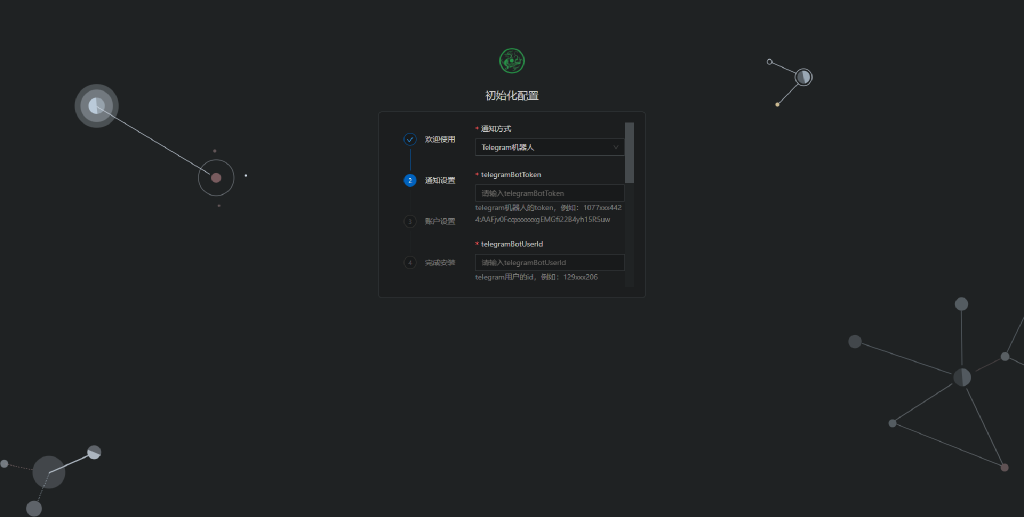 初始化配置
欢迎使用
* 通知方式
Telegram机器人
2 通知设置
* telegramBotToken
请输入telegramBotToken
telegram机器人的token，例如：1077xxx442
3 账户设置
* telegramBotUserId
4 完成安装
请输入telegramBotUserId
telegram用户的id，例如：129xxx206